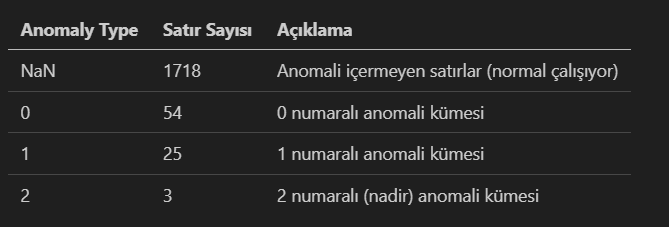 Anomaly Type Satır Sayısı Açıklama
NaN 1718 Anomali içermeyen satırlar (normal çalışıyor)
0 54 0 numaralı anomali kümesi
1 25 1 numaralı anomali kümesi
2 3 2 numaralı (nadir) anomali kümesi